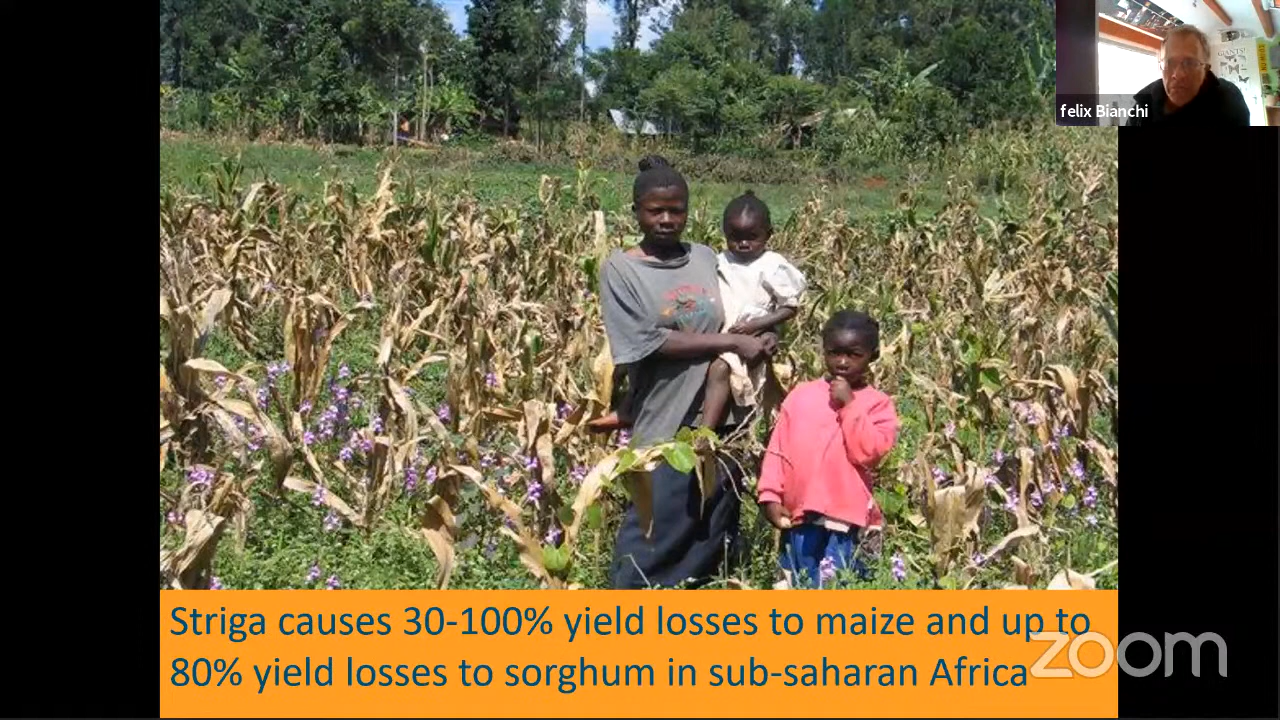 GIANTS!
felix Bianchi
Striga causes 30-100% yield losses to maize and up to
80% yield losses to sorghum in sub-saharan Africa
zoom